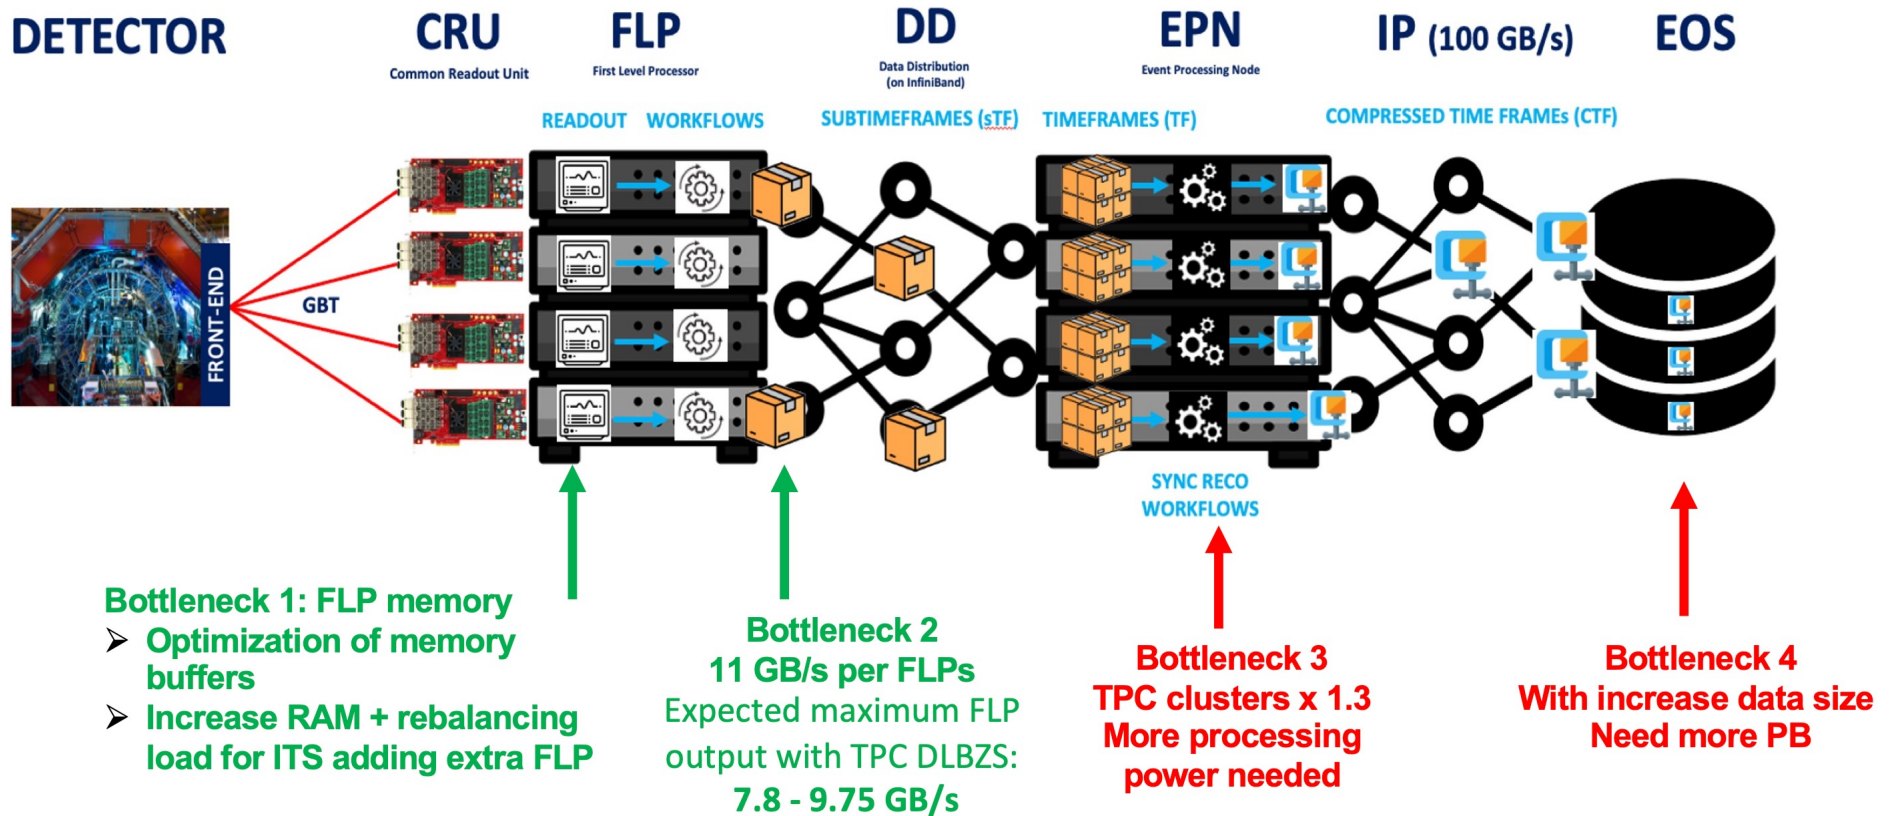 DETECTOR
CRU
Common Readout Unit
FLP
First Level Processor
DD
Data Distribution
(on InfiniBand)
EPN
Event Processing Node
IP (100 GB/s)
EOS
READOUT WORKFLOWS
SUBTIMEFRAMES (sTF)
TIMEFRAMES (TF)
COMPRESSED TIME FRAMEs (CTF)
FRONT-END
GBT
SYNC RECO
WORKFLOWS
Bottleneck 1: FLP memory
➢ Optimization of memory
buffers
➢ Increase RAM + rebalancing
load for ITS adding extra FLP
Bottleneck 2
11 GB/s per FLPs
Expected maximum FLP
output with TPC DLBZS:
7.8 - 9.75 GB/s
Bottleneck 3
TPC clusters x 1.3
More processing
power needed
Bottleneck 4
With increase data size
Need more PB